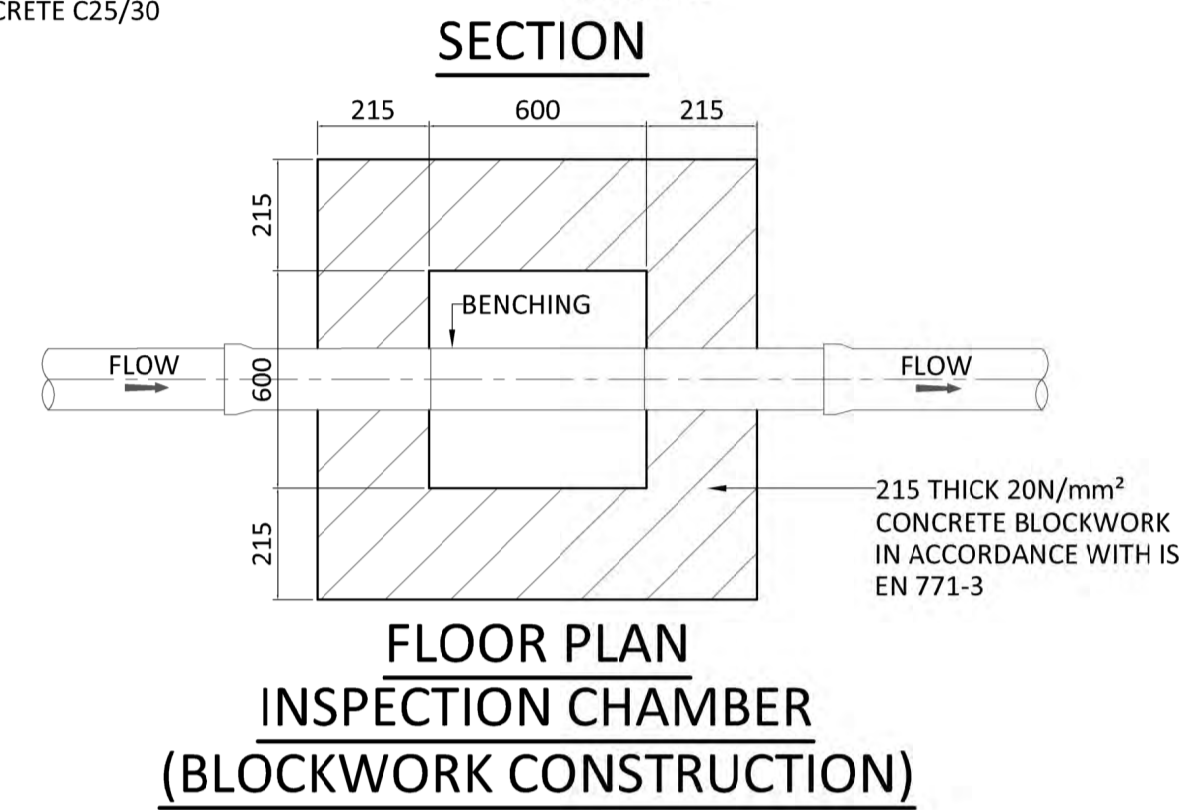 CRETE C25/30
SECTION
215 600 215
215
BENCHING
FLOW
600
FLOW
215
215 THICK 20N/mm²
CONCRETE BLOCKWORK
IN ACCORDANCE WITH IS
EN 771-3
FLOOR PLAN
INSPECTION CHAMBER
(BLOCKWORK CONSTRUCTION)